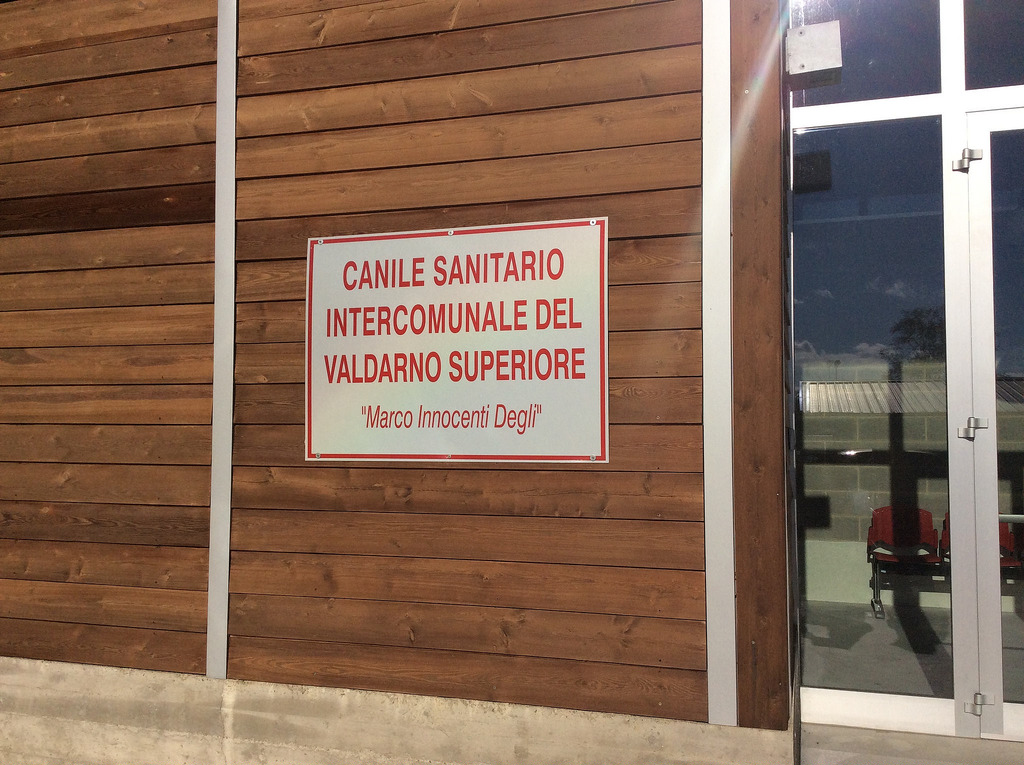 CANILE SANITARIO
INTERCOMUNALE DEL
VALDARNO SUPERIORE
"Marco Innocenti Degli"